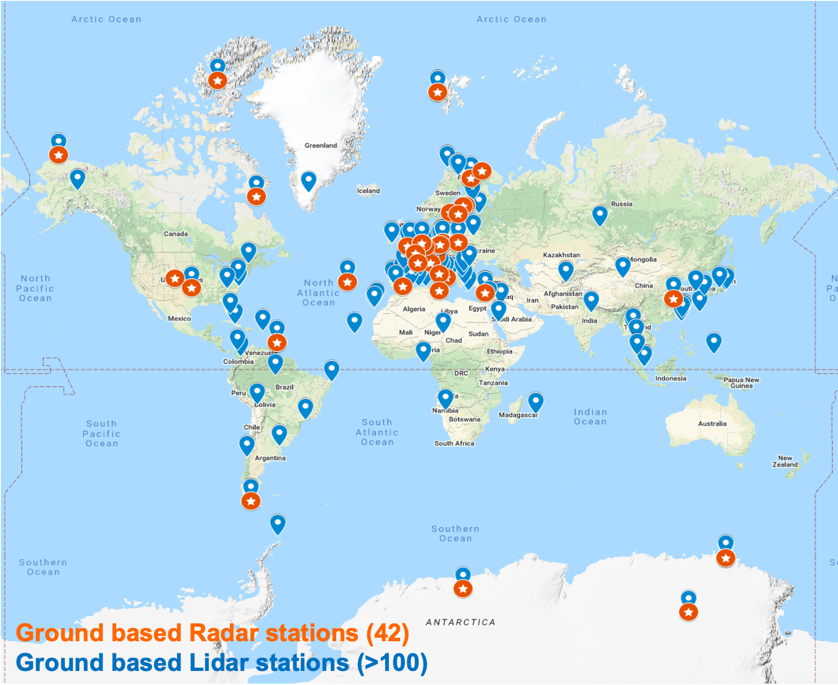 Arctic Ocean
Arctic Ocean
Greenland
Iceland
Sweden
Norway
Russia
Canada
Kazakhstan
Mongolia
North
Pacific
Ocean
North
Atlantic
Ocean
Afghanistan
China
Iran
Pakistan
Algeria
Libya
Egypt
Saudi Arabia
India
Mexico
Mali
Niger
Chad
Sudan
Venezuela
Colombia
Ethiopia
Kenya
DRC
Indonesia
Papua New
Guinea
Peru
Brazil
Tanzania
Bolivia
Namibia
Madagascar
Botswana
South
Pacific
Ocean
South
Atlantic
Ocean
Indian
Ocean
Australia
Chile
South Africa
Argentina
New
Zealand
Southern
Ocean
Southern
Ocean
ANTARCTICA
Ground based Radar stations (42)
Ground based Lidar stations (>100)